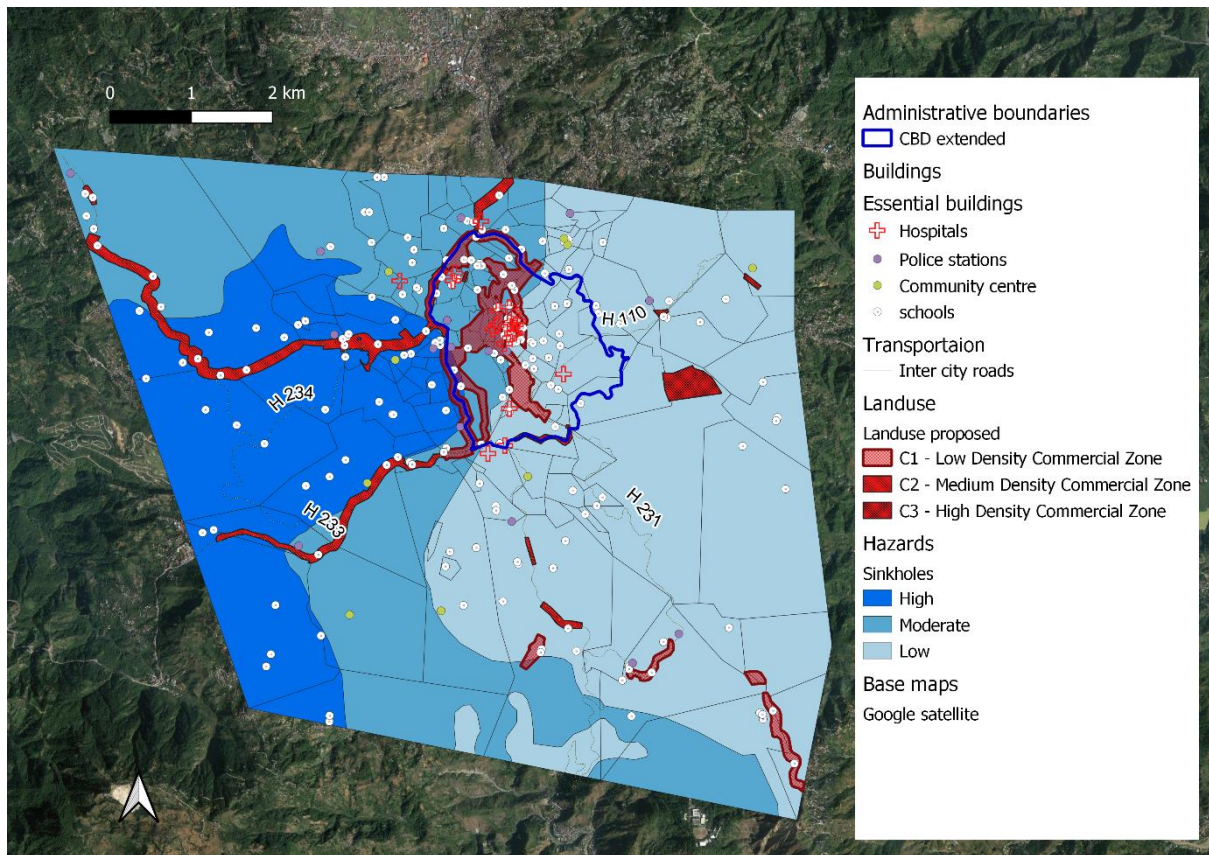 0 1 2 km
H 110
H 234
H 231
H 233
Administrative boundaries
CBD extended
Buildings
Essential buildings
Hospitals
Police stations
Community centre
schools
Transportaion
Inter city roads
Landuse
Landuse proposed
C1 - Low Density Commercial Zone
C2 - Medium Density Commercial Zone
C3 - High Density Commercial Zone
Hazards
Sinkholes
High
Moderate
Low
Base maps
Google satellite